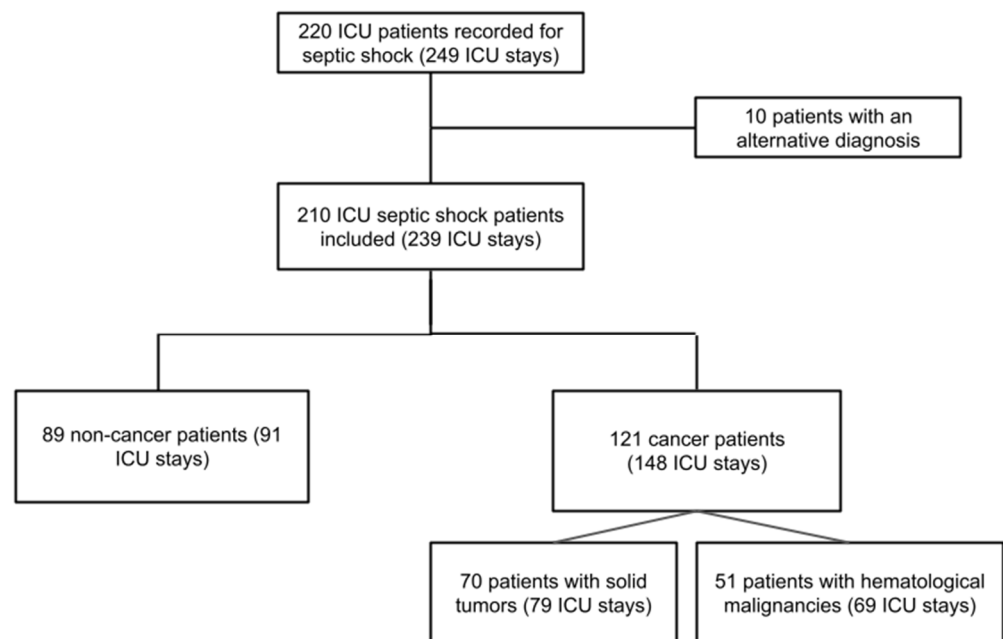 220 ICU patients recorded for
septic shock (249 ICU stays)
10 patients with an
alternative diagnosis
210 ICU septic shock patients
included (239 ICU stays)
89 non-cancer patients (91
ICU stays)
121 cancer patients
(148 ICU stays)
70 patients with solid
tumors (79 ICU stays)
51 patients with hematological
malignancies (69 ICU stays)